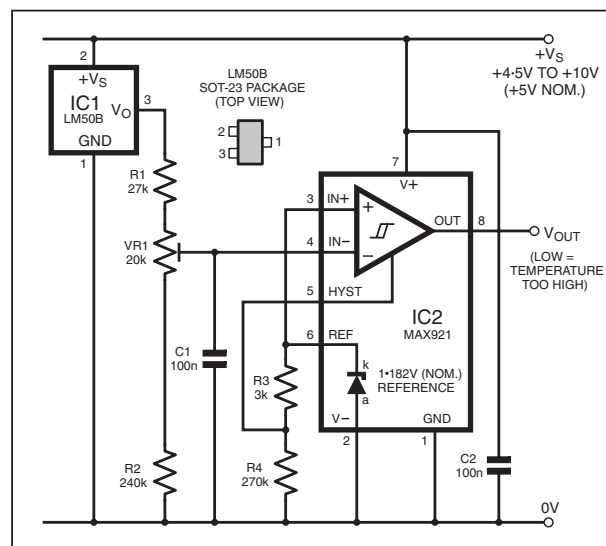 2
+VS
IC1
LM50B
VO
3
GND
1
LM50B
SOT-23 PACKAGE
(TOP VIEW)
2
3
1
+VS
+4·5V TO +10V
(+5V NOM.)
R1
27k
VR1
20k
R2
240k
C1
100n
R3
3k
R4
270k
7
V+
3
IN+
+
4
IN−
−
OUT
8
5
HYST
6
REF
IC2
MAX921
k
a
1•182V (NOM.)
REFERENCE
V−
2
GND
1
VOUT
(LOW =
TEMPERATURE
TOO HIGH)
C2
100n
0V